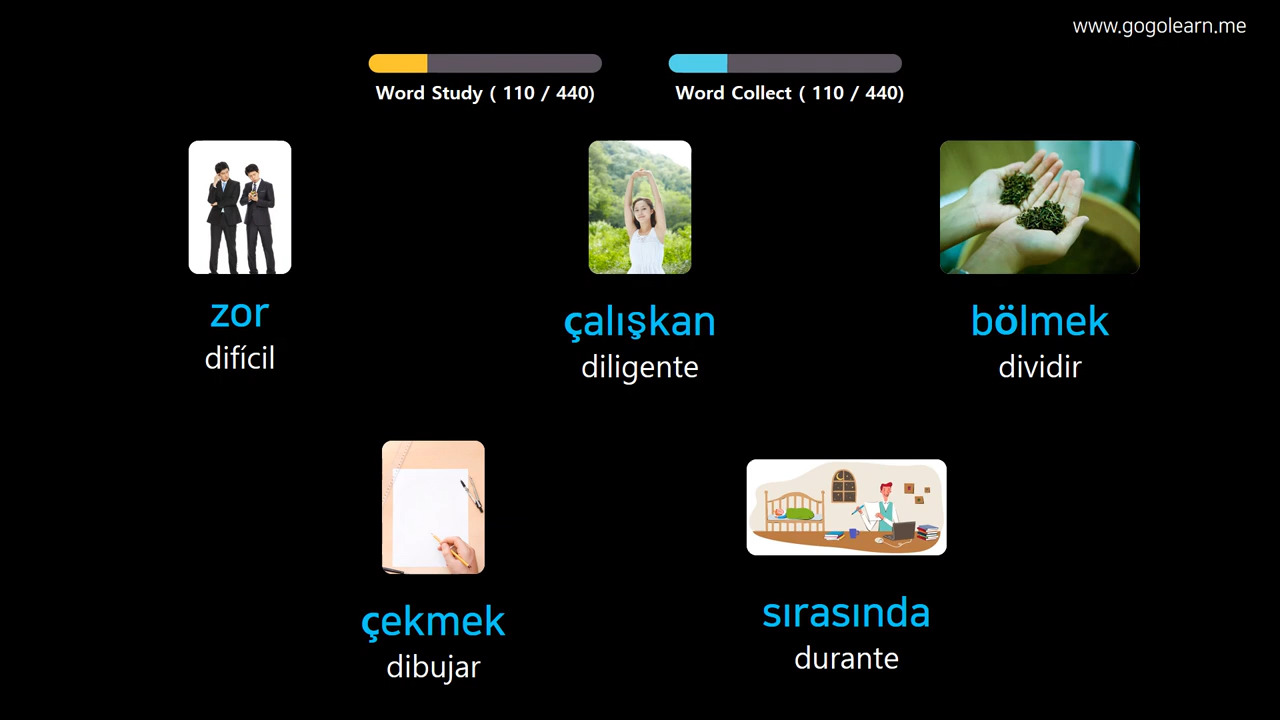 www.gogolearn.me
Word Study ( 110 / 440)
Word Collect ( 110 / 440)
zor
difícil
çalışkan
diligente
bölmek
dividir
çekmek
dibujar
sırasında
durante